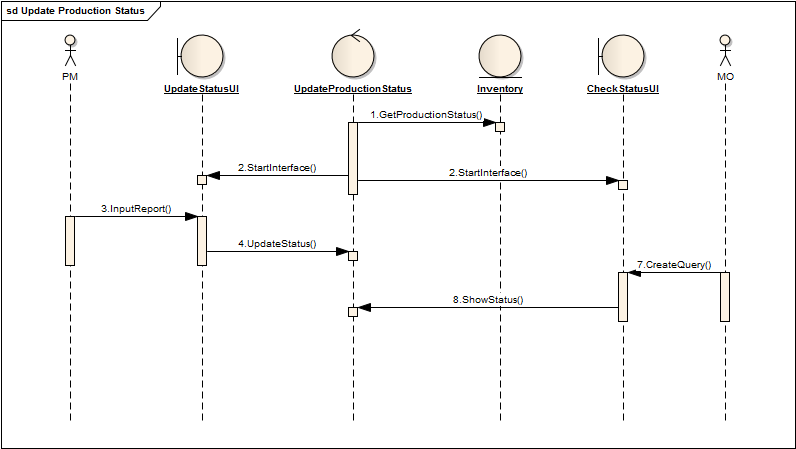 sd Update Production Status
PM
UpdateStatusUI
UpdateProductionStatus
Inventory
CheckStatusUI
MO
1.GetProductionStatus()
2.StartInterface()
2.StartInterface()
3.InputReport()
4.UpdateStatus()
7.CreateQuery()
8.ShowStatus()